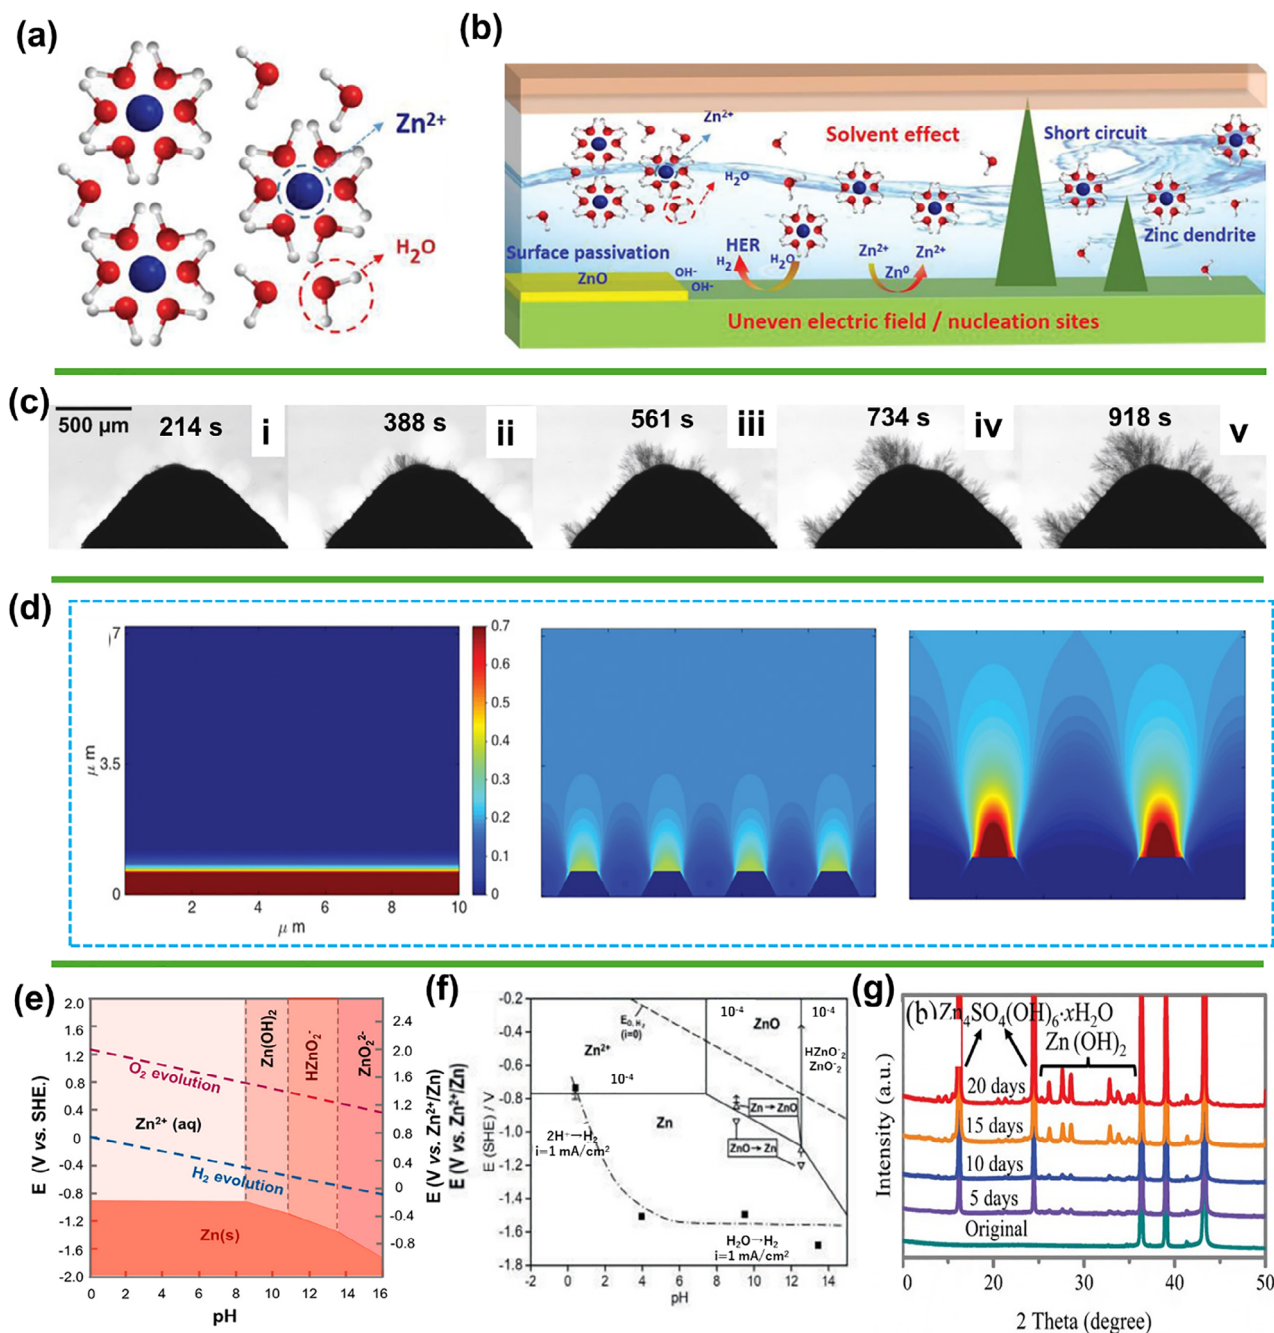 (a)
Zn2+
H2O
(b)
Zn2+
Solvent effect
Short circuit
H2O
Surface passivation
ZnO
OH-
OH-
HER
H2
H2O
Zn2+
Zn0
Zn2+
Zinc dendrite
Uneven electric field / nucleation sites
(c)
500 µm
214 s
i
388 s
ii
561 s
iii
734 s
iv
918 s
v
(d)
7
3.5
0
µ m
2
4
6
8
10
µ m
0.7
0.6
0.5
0.4
0.3
0.2
0.1
0
(e)
2.0
1.6
1.2
0.8
0.4
0
-0.4
-0.8
-1.2
-1.6
-2.0
E (V vs. SHE.)
O2 evolution
Zn2+ (aq)
H2 evolution
Zn(s)
Zn(OH)2
HZnO2-
ZnO22-
2.4
2.0
1.6
1.2
0.8
0.4
0
-0.4
-0.8
E (V vs. Zn2+/Zn)
0
2
4
6
8
10
12
14
16
pH
(f)
E (V vs. Zn2+/Zn)
E (SHE) / V
-0.2
-0.4
-0.6
-0.8
-1.0
-1.2
-1.4
-1.6
-1.8
(i=0)
Zn2+
10-4
10-4
ZnO
10-4
HZnO-2
ZnO-2
Zn
Zn→ZnO
ZnO→Zn
2H+→H2
i=1 mA/cm2
H2O→H2
i=1 mA/cm2
-2
0
2
4
6
8
10
12
14
pH
(g)
(b)Zn4SO4(OH)6·xH2O
Zn (OH)2
20 days
15 days
10 days
5 days
Original
Intensity (a.u.)
0
20
30
40
50
2 Theta (degree)